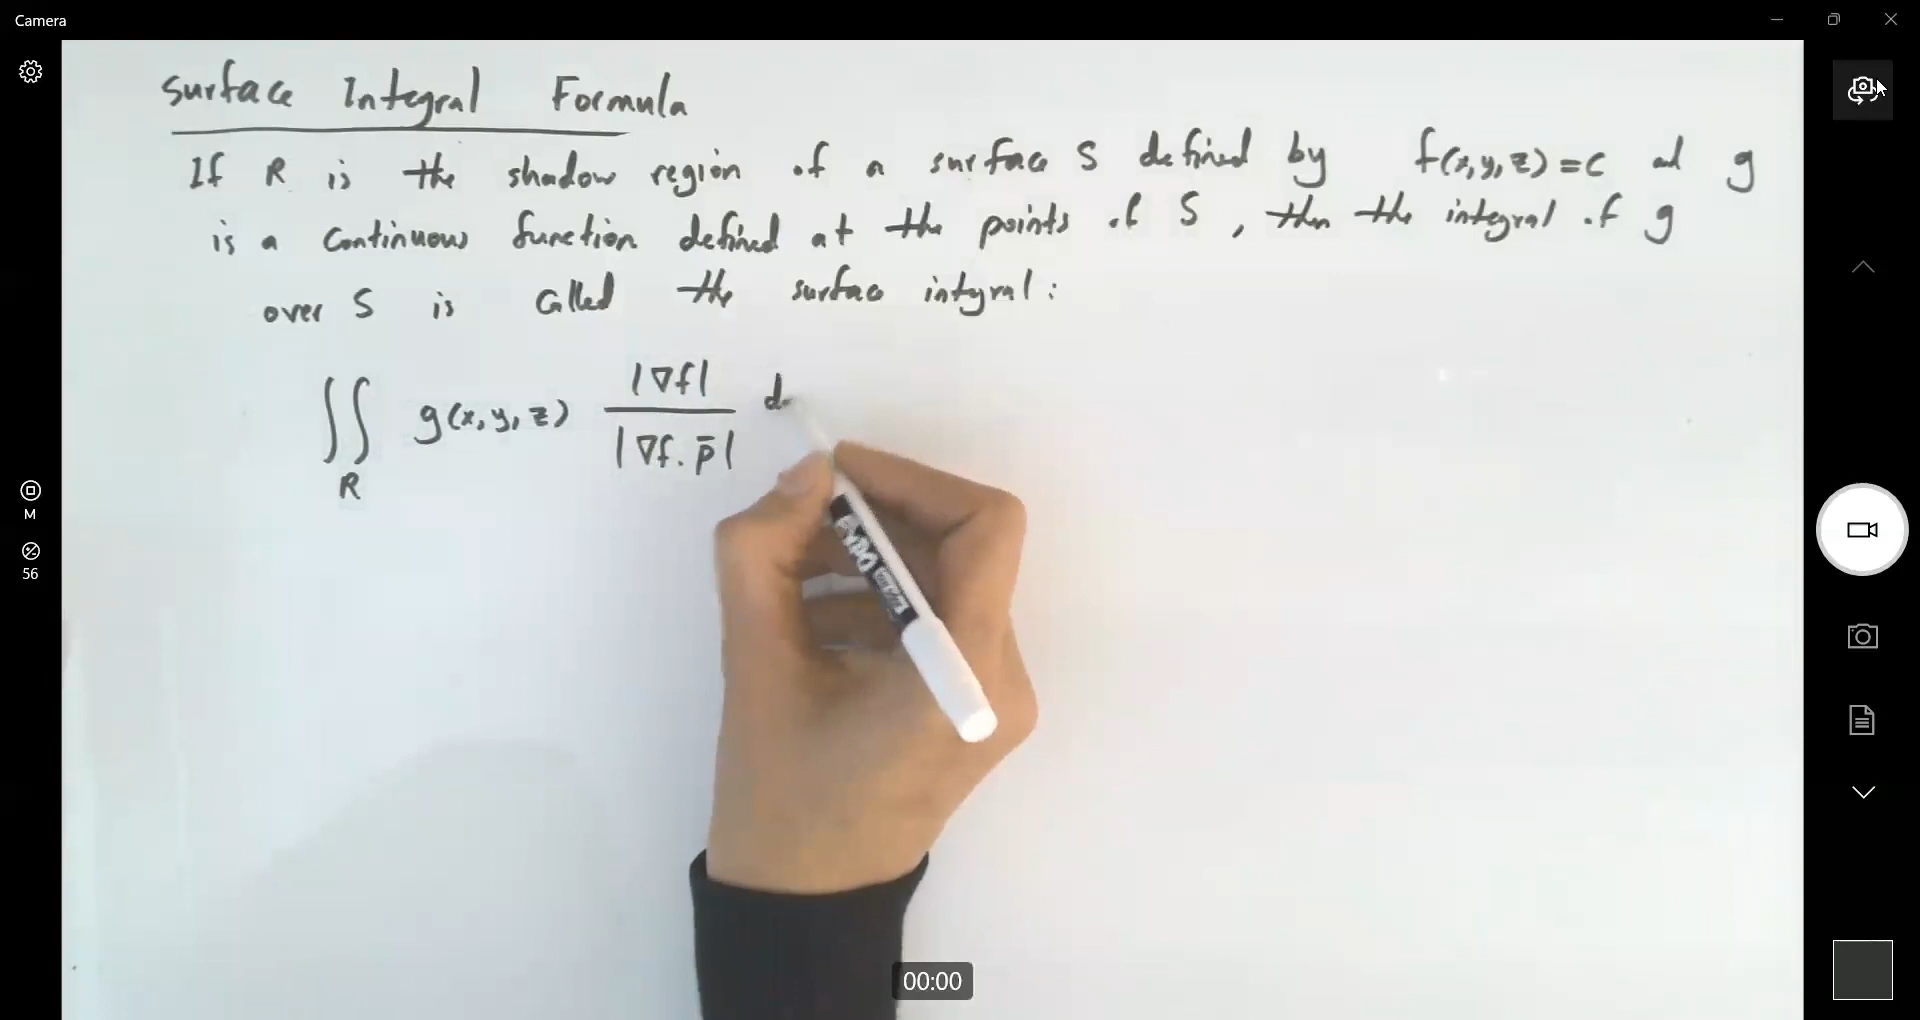 Camera
Surface Integral Formula
If R is the shadow region of a surface S defined by f(x,y,z)=c and g
is a continuous function defined at the points of S, then the integral of g
over S is called the surface integral:
∬ g(x,y,z) |∇f|
|∇f.p̄| d
R
M
56
EXPO
00:00